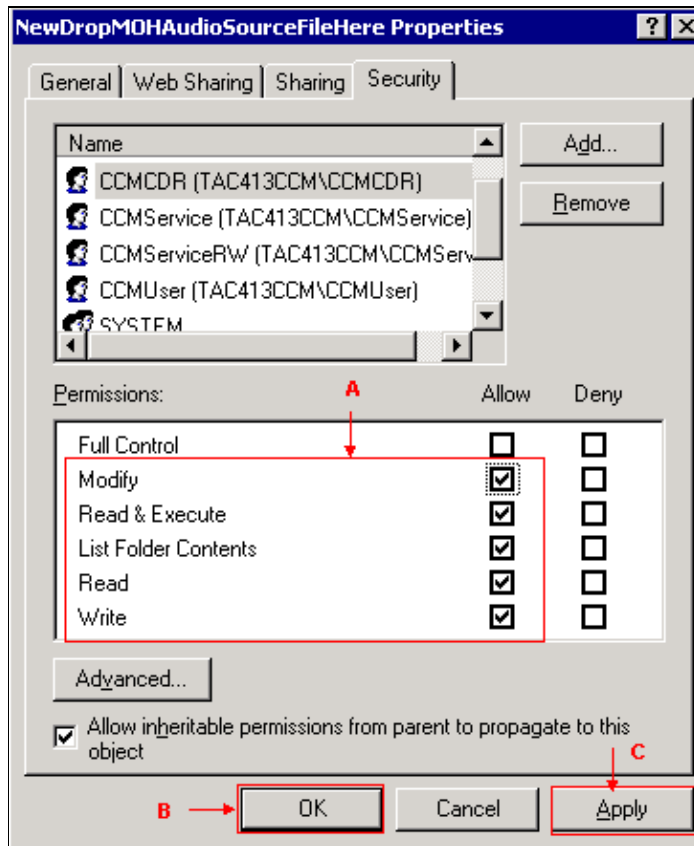 NewDropMOHAudioSourceFileHere Properties
General Web Sharing Sharing Security
Name
Add...
CCMCDR (TAC413CCM\CCMCDR)
CCMService (TAC413CCM\CCMService)
Remove
CCMServiceRW (TAC413CCM\CCMServ
CCMUser (TAC413CCM\CCMUser)
SYSTEM
Permissions: A Allow Deny
Full Control
Modify
Read & Execute
List Folder Contents
Read
Write
Advanced...
Allow inheritable permissions from parent to propagate to this
object
C
B OK Cancel Apply